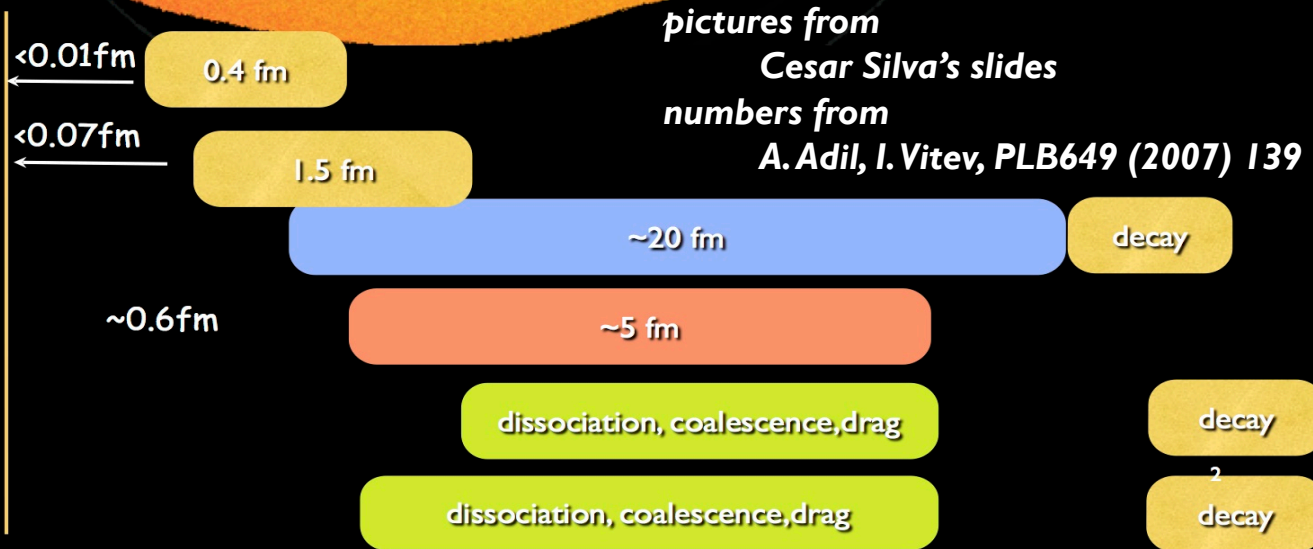 pictures from
Cesar Silva's slides
numbers from
A. Adil, I. Vitev, PLB649 (2007) 139
<0.01fm
0.4 fm
<0.07fm
1.5 fm
~20 fm
decay
~0.6fm
~5 fm
dissociation, coalescence,drag
decay
2
dissociation, coalescence,drag
decay